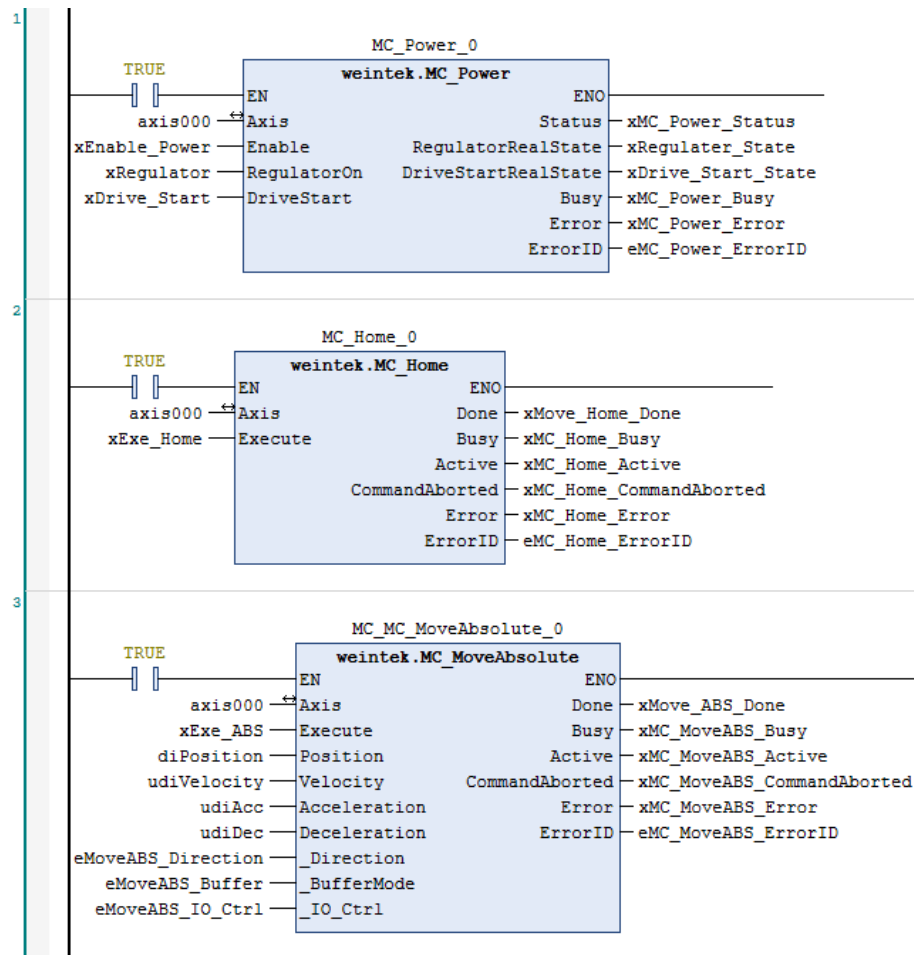 1
MC_Power_0
TRUE
weintek.MC_Power
EN ENO
axis000 Axis Status xMC_Power_Status
xEnable_Power Enable RegulatorRealState xRegulater_State
xRegulator RegulatorOn DriveStartRealState xDrive_Start_State
xDrive_Start DriveStart Busy xMC_Power_Busy
Error xMC_Power_Error
ErrorID eMC_Power_ErrorID
2
MC_Home_0
TRUE
weintek.MC_Home
EN ENO
axis000 Axis Done xMove_Home_Done
xExe_Home Execute Busy xMC_Home_Busy
Active xMC_Home_Active
CommandAborted xMC_Home_CommandAborted
Error xMC_Home_Error
ErrorID eMC_Home_ErrorID
3
MC_MC_MoveAbsolute_0
TRUE
weintek.MC_MoveAbsolute
EN ENO
axis000 Axis Done xMove_ABS_Done
xExe_ABS Execute Busy xMC_MoveABS_Busy
diPosition Position Active xMC_MoveABS_Active
udiVelocity Velocity CommandAborted xMC_MoveABS_CommandAborted
udiAcc Acceleration Error xMC_MoveABS_Error
udiDec Deceleration ErrorID eMC_MoveABS_ErrorID
eMoveABS_Direction _Direction
eMoveABS_Buffer _BufferMode
eMoveABS_IO_Ctrl _IO_Ctrl